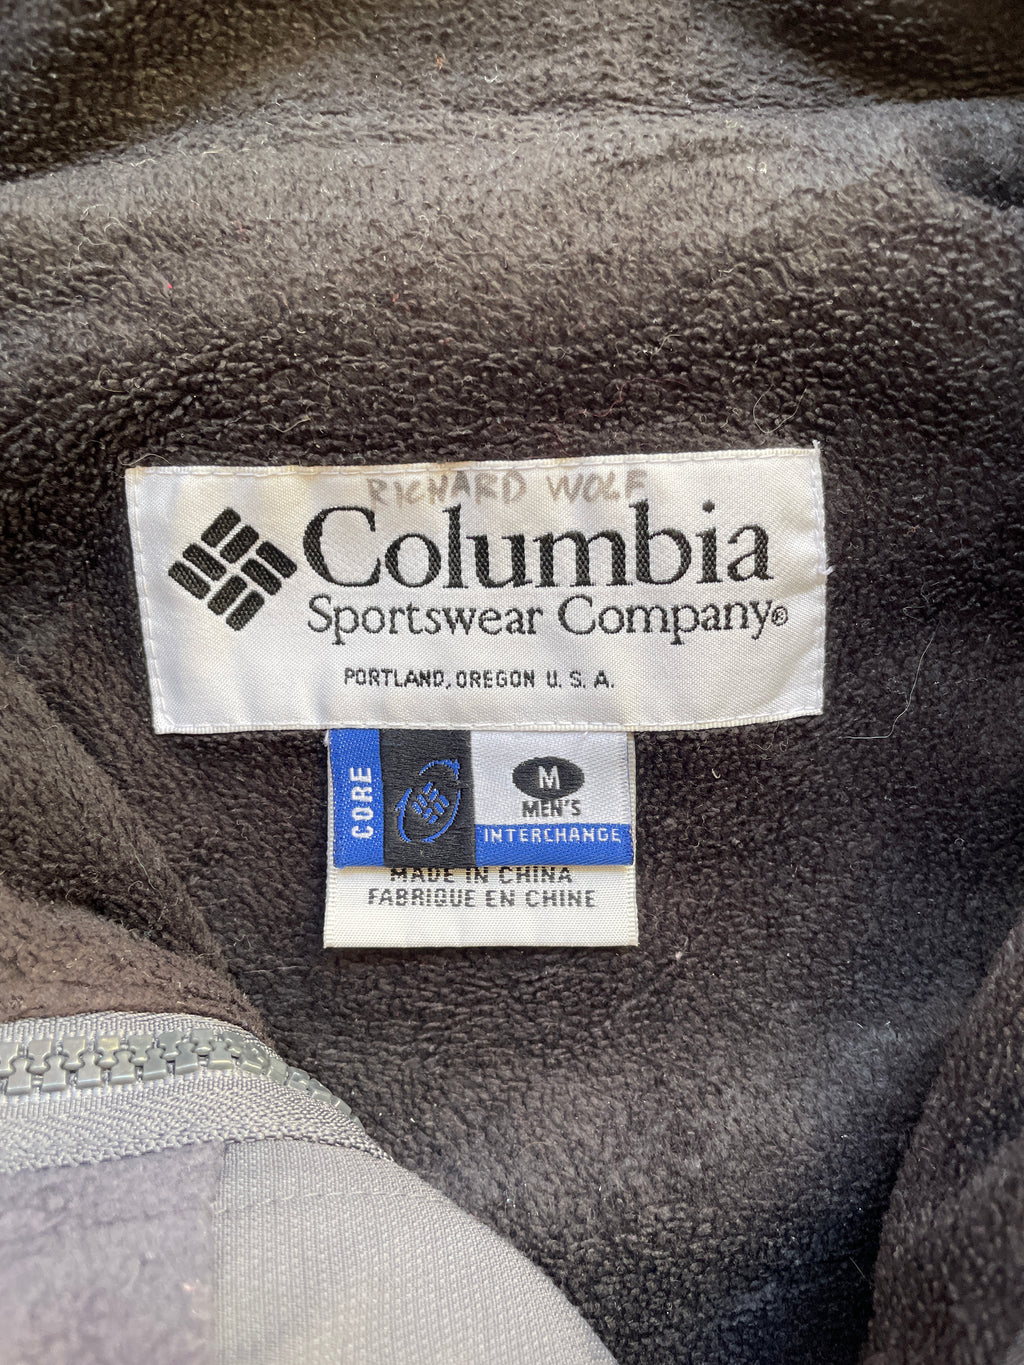 RICHARD WOLF
Columbia
Sportswear Company®
PORTLAND, OREGON U.S.A.
CORE
M
MEN'S
INTERCHANGE
MADE IN CHINA
FABRIQUE EN CHINE